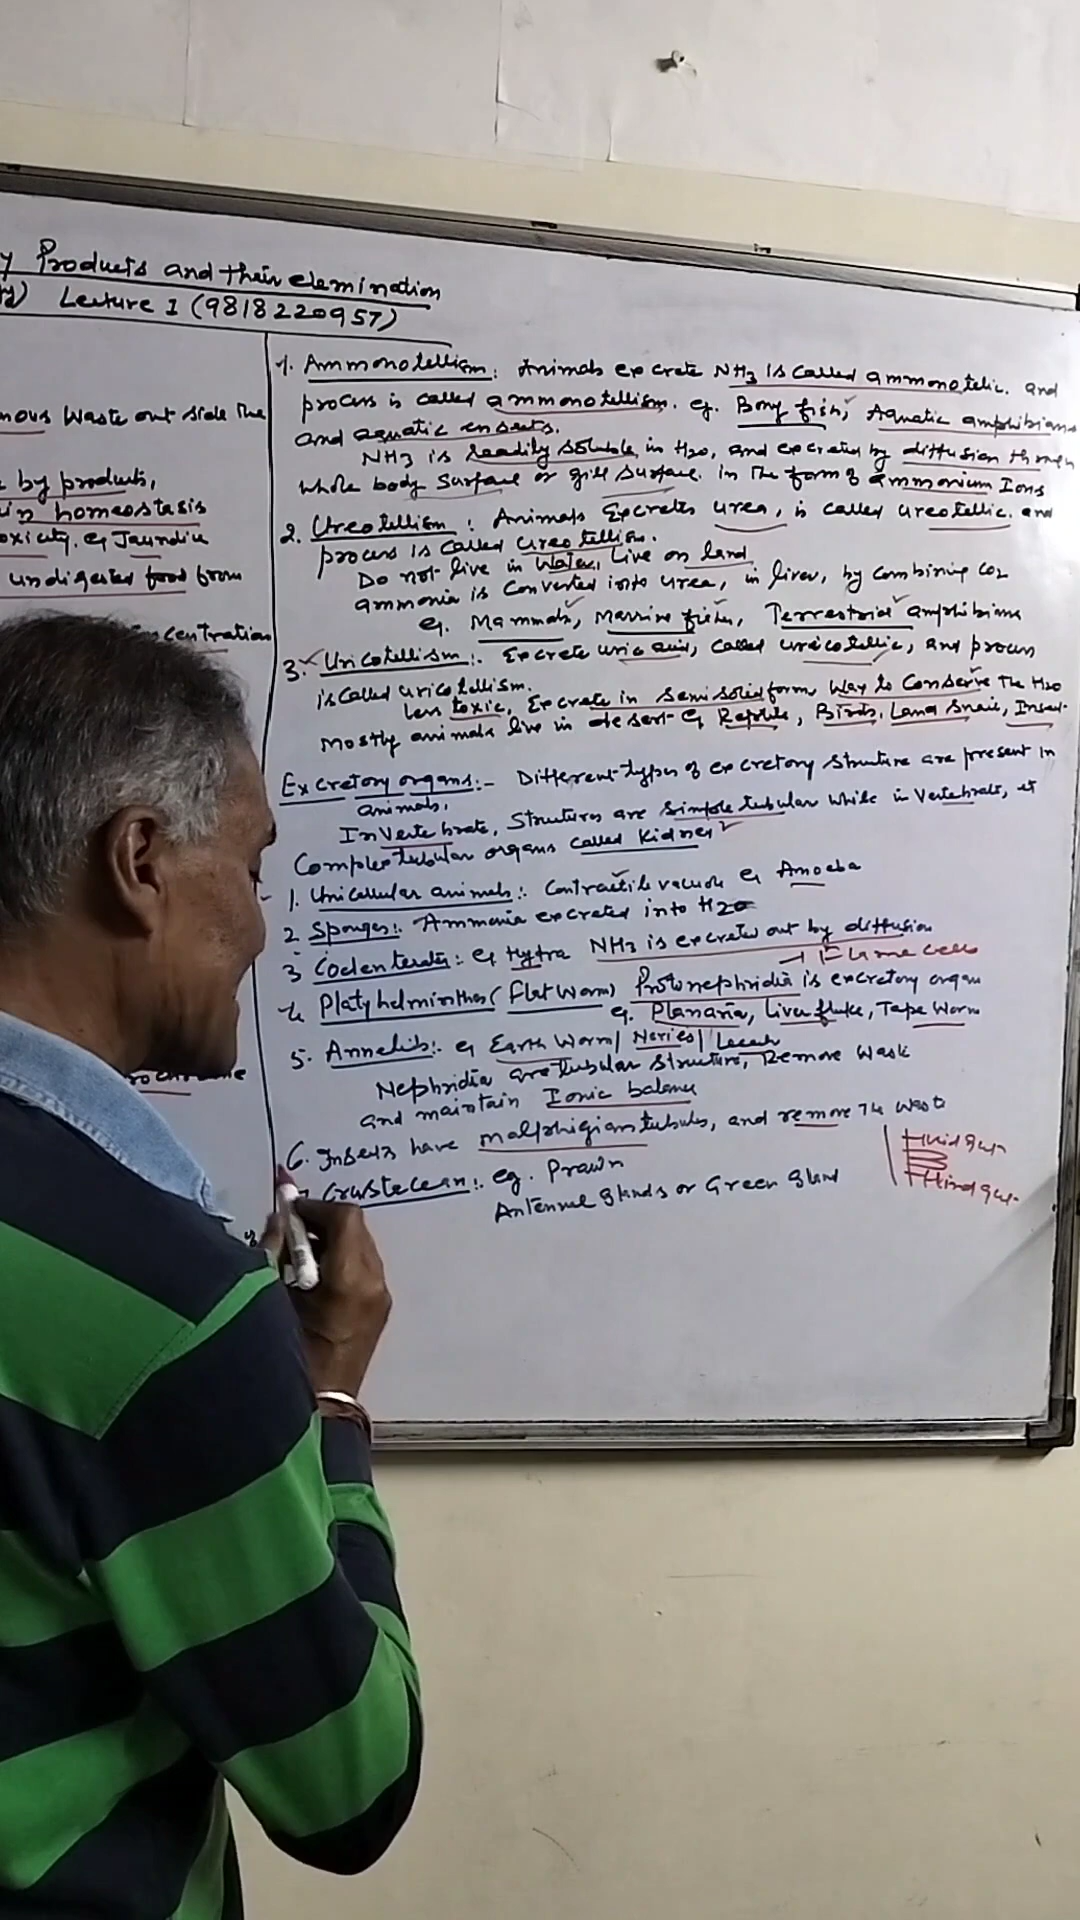 y Products and their elemination
Lecture 1 (9818220957)
nous waste out side the
by products,
in homeostasis
oxicity. eg Jaundice
undigested food from
centration
1. Ammonotellism: Animals excrete NH3 is called ammonotelic. and
process is called ammonotellism. eg. Bony fish, Aquatic amphibians
and aquatic insects.
NH3 is readily soluble in H2O, and excreted by diffusion through
whole body surface or gill surface. in the form of ammonium Ions
2. Ureotellism: Animals Excretes urea, is called ureotellic. and
process is called ureotellism.
Do not live in water, live on land
ammonia is converted into urea, in liver, by combining CO2
eg. Mammals, Marrine fishes, Terrestrial amphibians
3. Uricotellism:- Excrete uric acid, called uricotellic, and process
is called uricotellism.
less toxic, Excrete in semisolid form way to conserve the H2O
Mostly animals live in desert eg Reptile, Birds, Land snail, Insect
Excretory organs:- Different types of excretory structure are present in
animals.
Invertebrate, structures are simple tubular while in vertebrate, it
Complex tubular organs called Kidney
1. Unicellular animals: Contractile vacuole eg Amoeba
2 Sponges:. Ammonia excreted into H2O
3 Coelenterates: eg Hydra NH3 is excreted out by diffusion
→ Flame cells
4. Platyhelminthes (Flat worm) Protonephridia is excretory organ
eg. Planaria, Liver fluke, Tape worm
5. Annelids:. eg Earth worm/ Neries/ Leech
Nephridia are tubular structure, Remove waste
and maintain Ionic balance
6. Insects have malphigian tubules, and remove the waste
Mid gut
Hind gut
7. Crustecean:. eg. Prawn
Antennal glands or Green gland